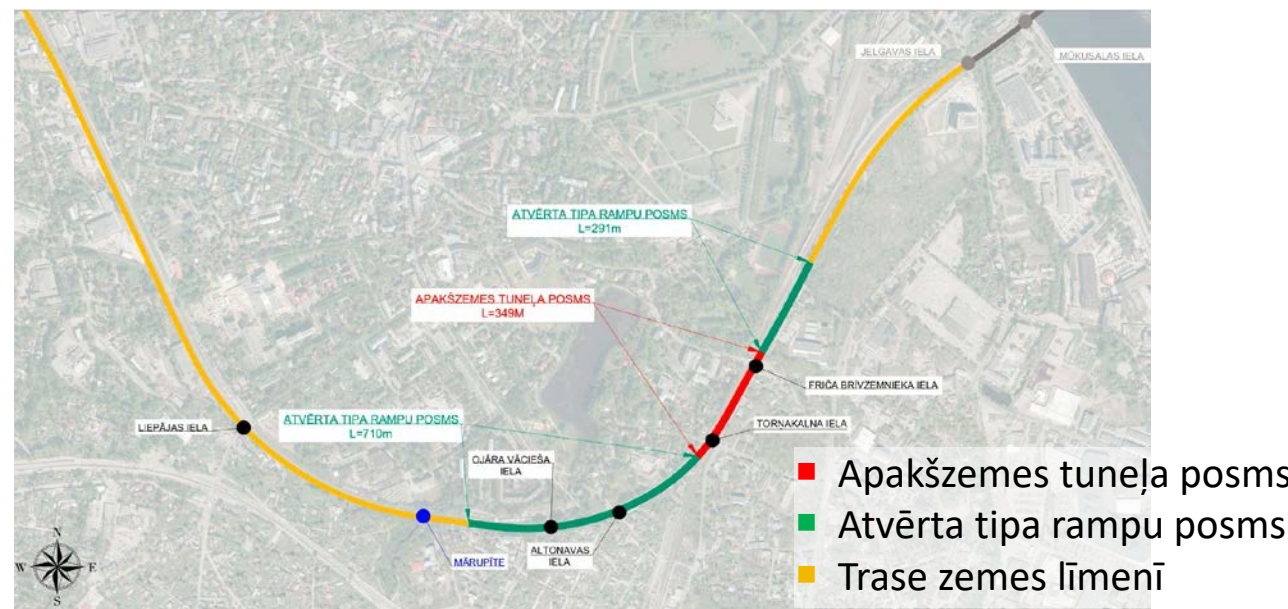 JELGAVAS IELA
MŪKUSALAS IELA
ATVĒRTA TIPA RAMPU POSMS
L=291m
APAKŠZEMES TUNEĻA POSMS
L=349M
FRIČA BRĪVZEMNIEKA IELA
TORŅAKALNA IELA
LIEPĀJAS IELA
ATVĒRTA TIPA RAMPU POSMS
L=710m
OJĀRA VĀCIEŠA
IELA
ALTONAVAS
IELA
MĀRUPĪTE
N
W
E
S
Apakšzemes tuneļa posms
Atvērta tipa rampu posms
Trase zemes līmenī